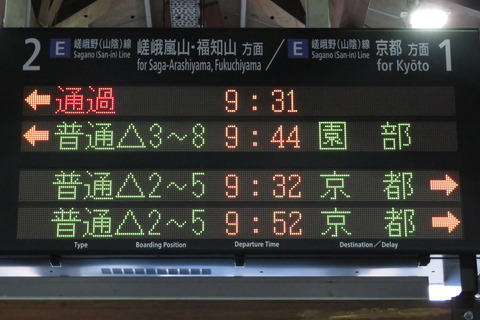 2 E 嵯峨野(山陰)線 嵯峨嵐山・福知山 方面 / E 嵯峨野(山陰)線 京都 方面 1
Sagano (San-in) Line for Saga-Arashiyama, Fukuchiyama Sagano (San-in) Line for Kyōto
← 通過 9:31
← 普通△3～8 9:44 園部
普通△2～5 9:32 京都 →
普通△2～5 9:52 京都 →
Type Boarding Position Departure Time Destination／Delay